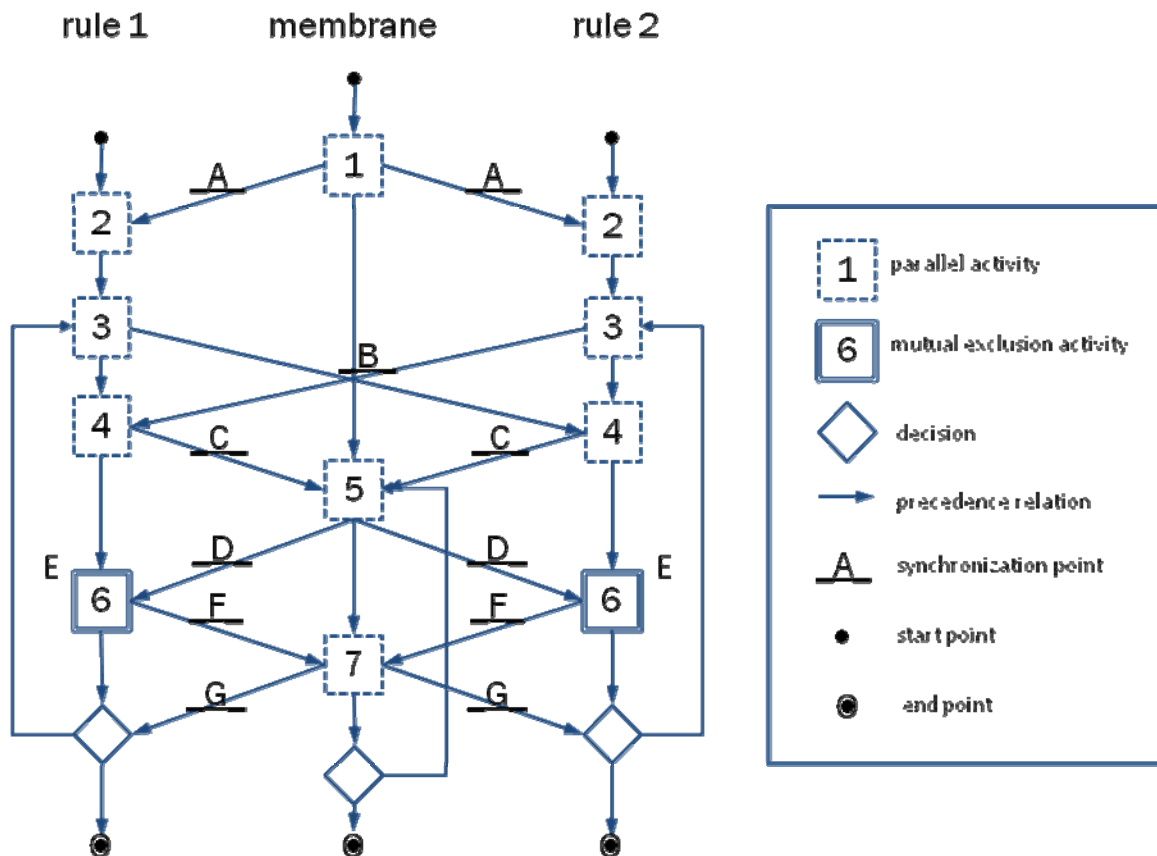 rule 1 membrane rule 2
1
A A
2 2
3 3
B
4 4
C C
5
D D
E E
6 6
F F
7
G G
1 parallel activity
6 mutual exclusion activity
decision
precedence relation
A synchronization point
start point
end point